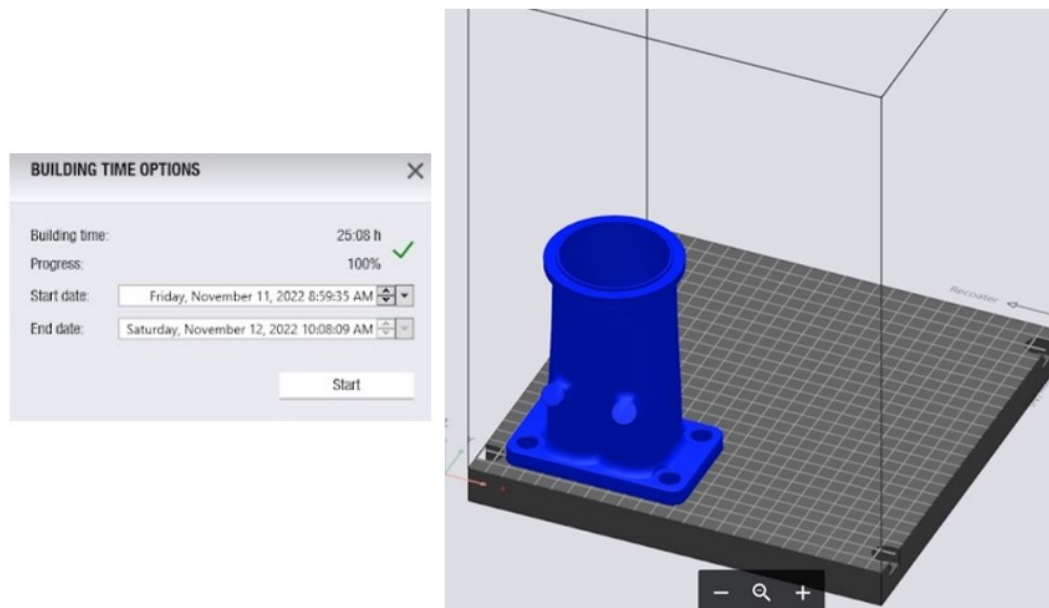 BUILDING TIME OPTIONS
Building time: 25:08 h
Progress: 100%
Start date: Friday, November 11, 2022 8:59:35 AM
End date: Saturday, November 12, 2022 10:08:09 AM
Start
Recoater
x